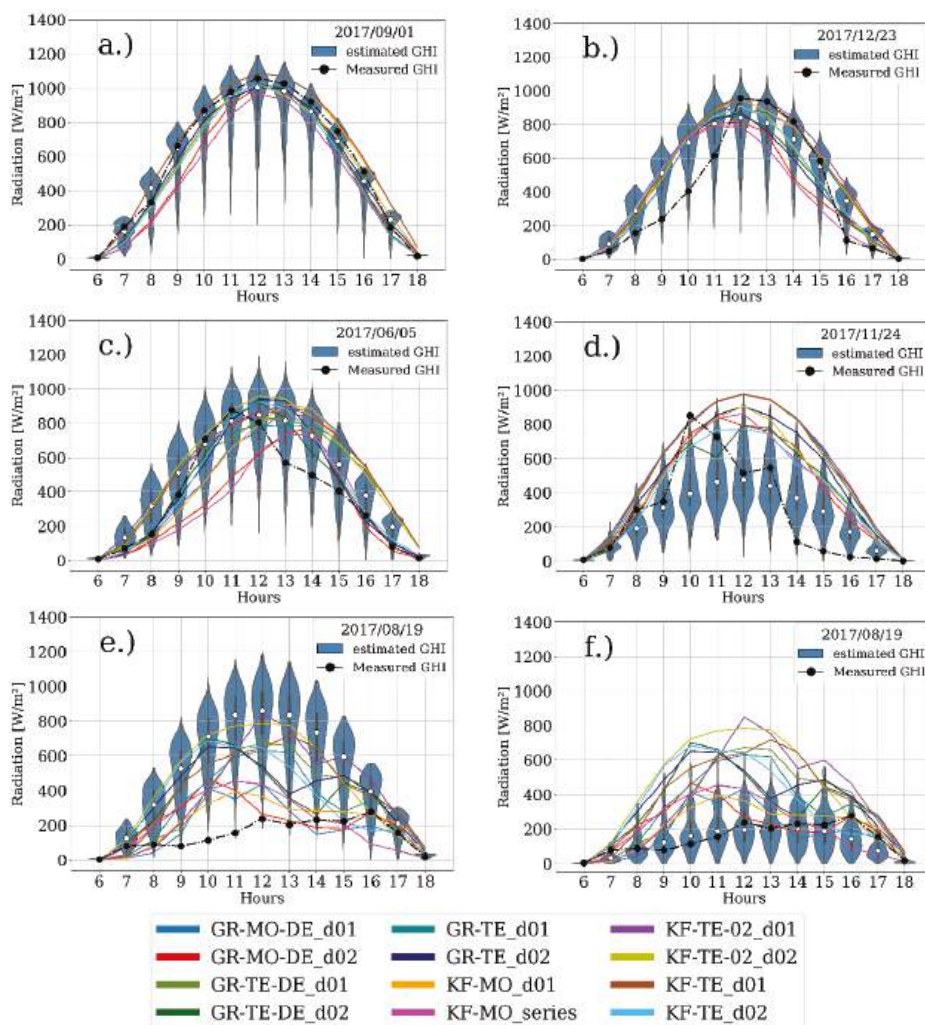 a.)
2017/09/01
estimated GHI
Measured GHI
Radiation [W/m²]
1400
1200
1000
800
600
400
200
0
6 7 8 9 10 11 12 13 14 15 16 17 18
Hours
b.)
2017/12/23
estimated GHI
Measured GHI
Radiation [W/m²]
1400
1200
1000
800
600
400
200
0
6 7 8 9 10 11 12 13 14 15 16 17 18
Hours
c.)
2017/06/05
estimated GHI
Measured GHI
Radiation [W/m²]
1400
1200
1000
800
600
400
200
0
6 7 8 9 10 11 12 13 14 15 16 17 18
Hours
d.)
2017/11/24
estimated GHI
Measured GHI
Radiation [W/m²]
1400
1200
1000
800
600
400
200
0
6 7 8 9 10 11 12 13 14 15 16 17 18
Hours
e.)
2017/08/19
estimated GHI
Measured GHI
Radiation [W/m²]
1400
1200
1000
800
600
400
200
0
6 7 8 9 10 11 12 13 14 15 16 17 18
Hours
f.)
2017/08/19
estimated GHI
Measured GHI
Radiation [W/m²]
1400
1200
1000
800
600
400
200
0
6 7 8 9 10 11 12 13 14 15 16 17 18
Hours
GR-MO-DE_d01
GR-MO-DE_d02
GR-TE-DE_d01
GR-TE-DE_d02
GR-TE_d01
GR-TE_d02
KF-MO_d01
KF-MO_series
KF-TE-02_d01
KF-TE-02_d02
KF-TE_d01
KF-TE_d02